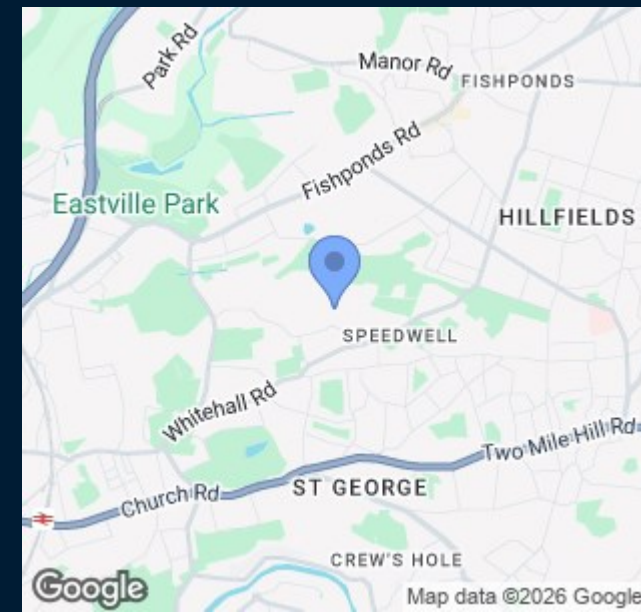 Park Rd
Manor Rd
FISHPONDS
Fishponds Rd
Eastville Park
HILLFIELDS
SPEEDWELL
Whitehall Rd
Two Mile Hill Rd
Church Rd
ST GEORGE
CREW'S HOLE
Google
Map data ©2026 Google